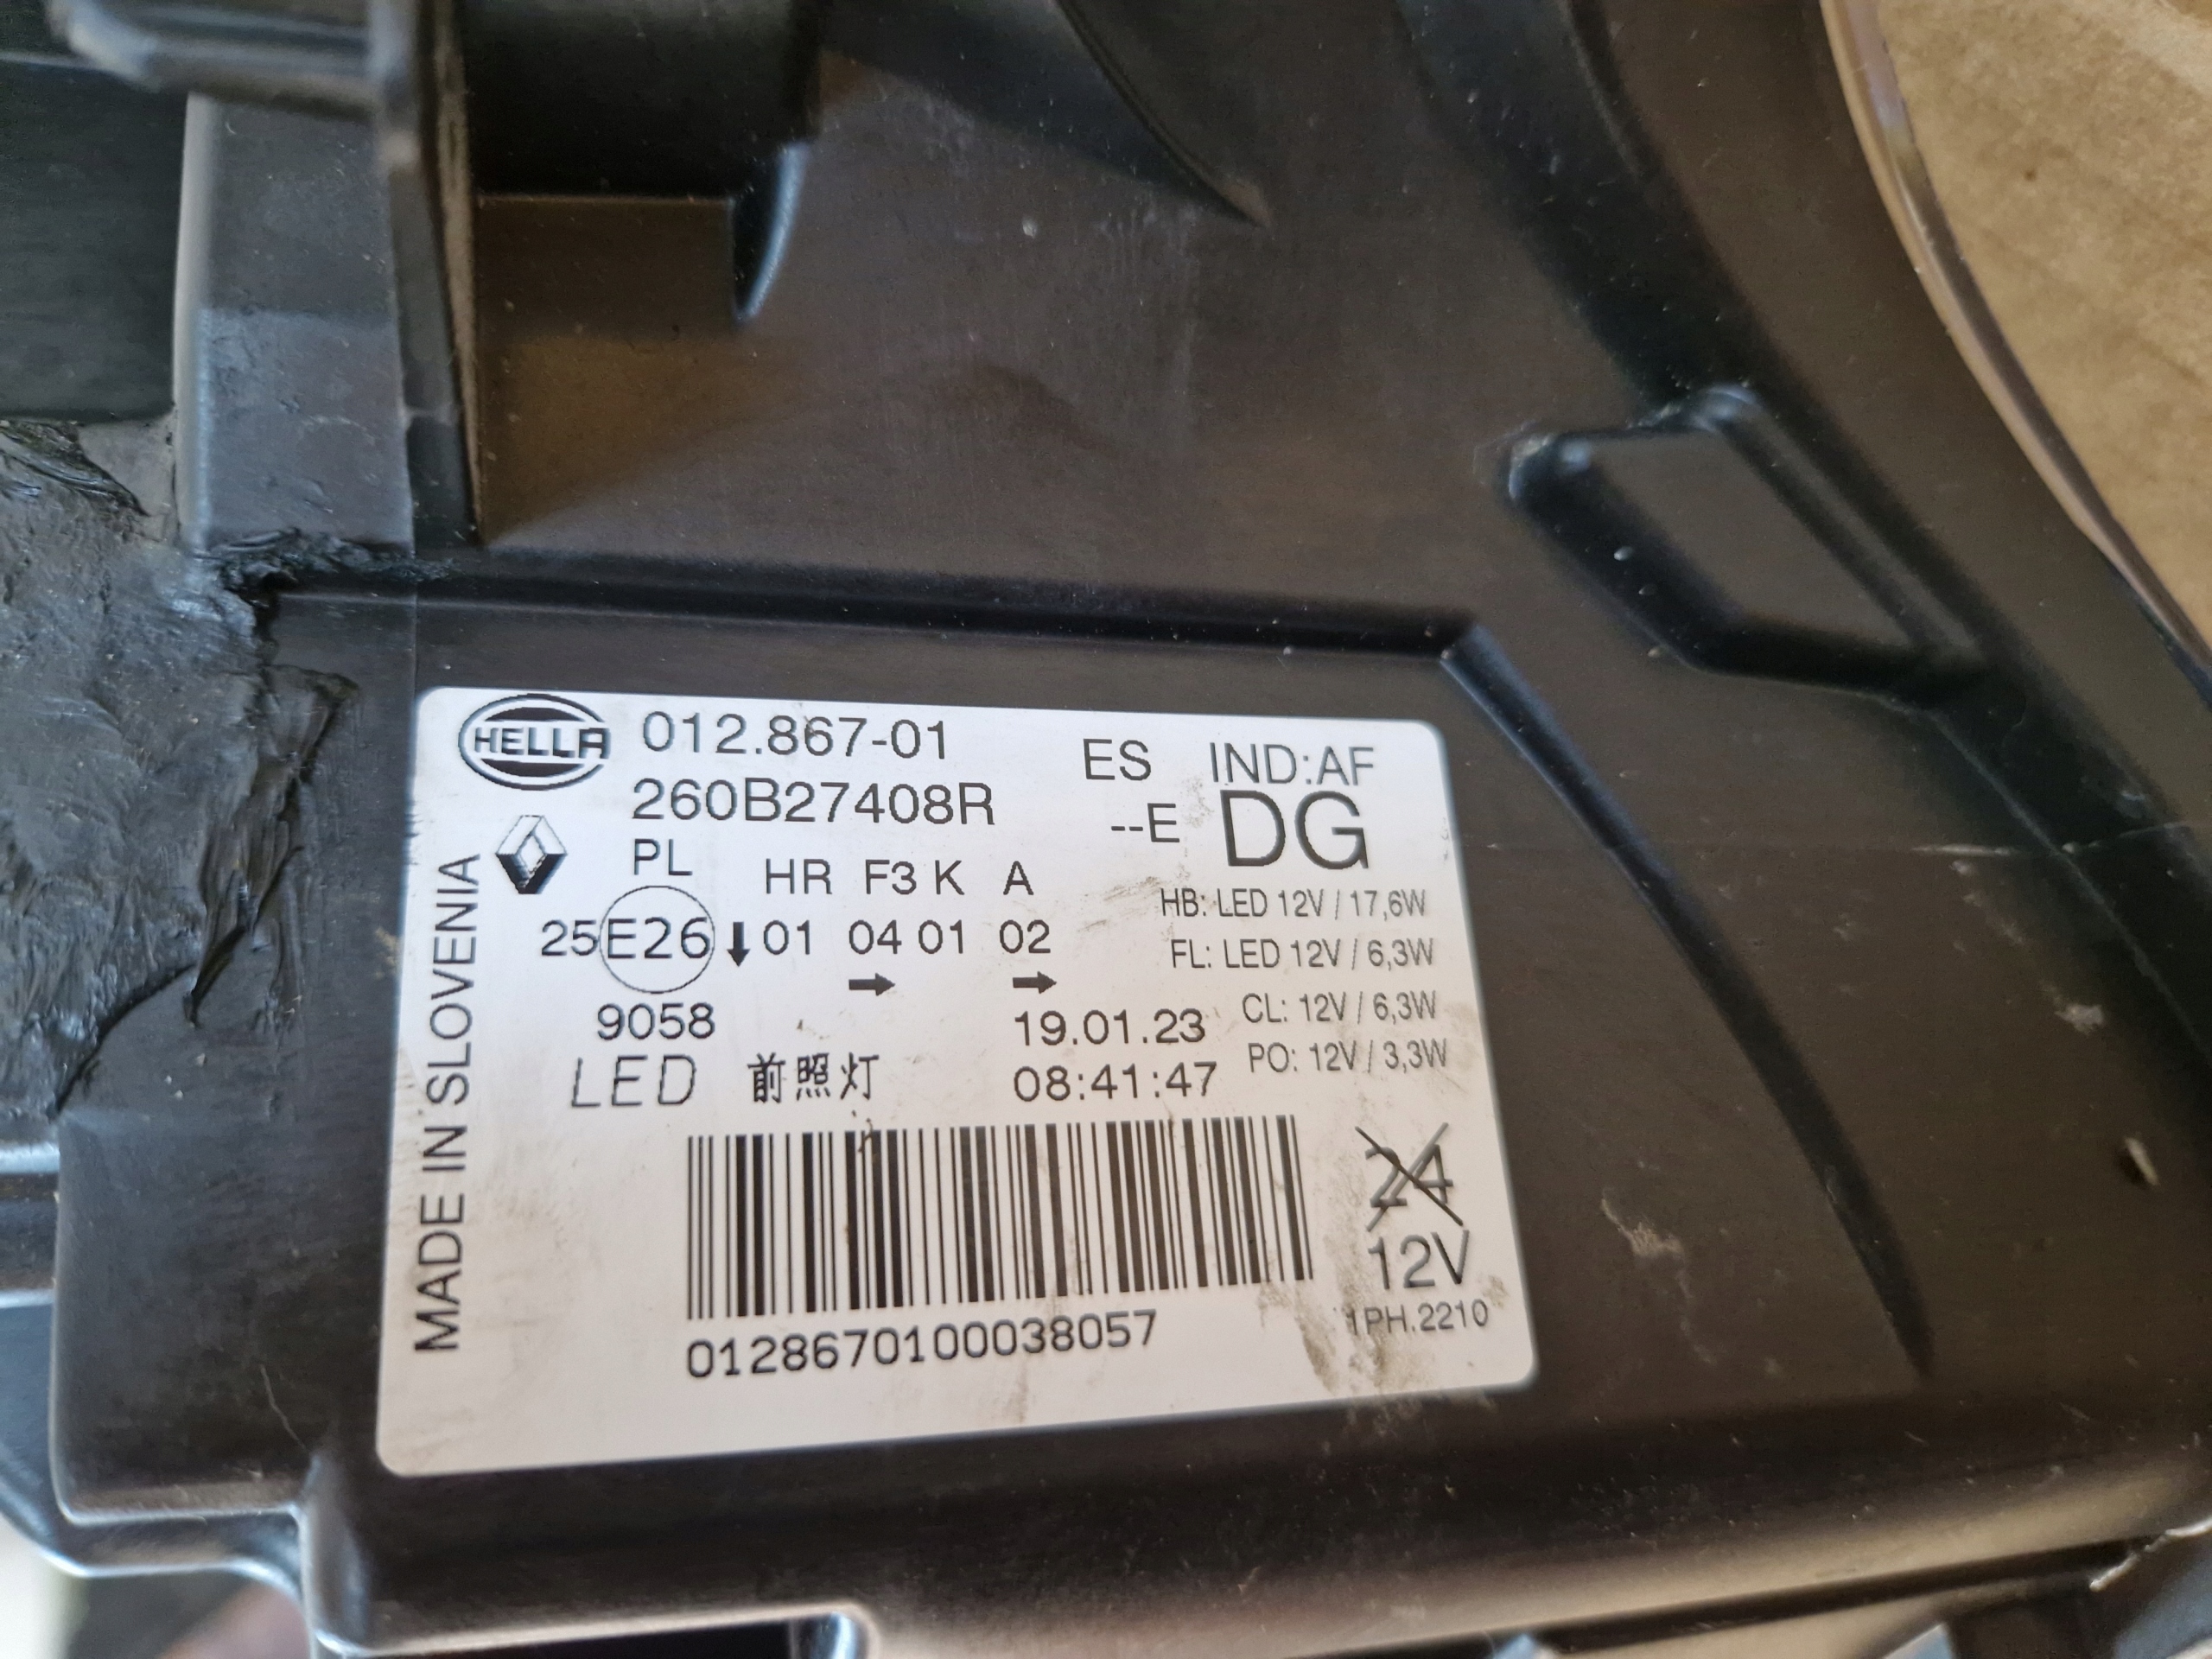 HELLA 012.867-01
ES IND:AF
260B27408R
--E DG
PL HR F3 K A
25 E26 ↓ 01 04 01 02
→ →
9058
19.01.23
LED 前照灯
08:41:47
HB: LED 12V / 17,6W
FL: LED 12V / 6,3W
CL: 12V / 6,3W
PO: 12V / 3,3W
MADE IN SLOVENIA
24
12V
1PH.2210
0128670100038057